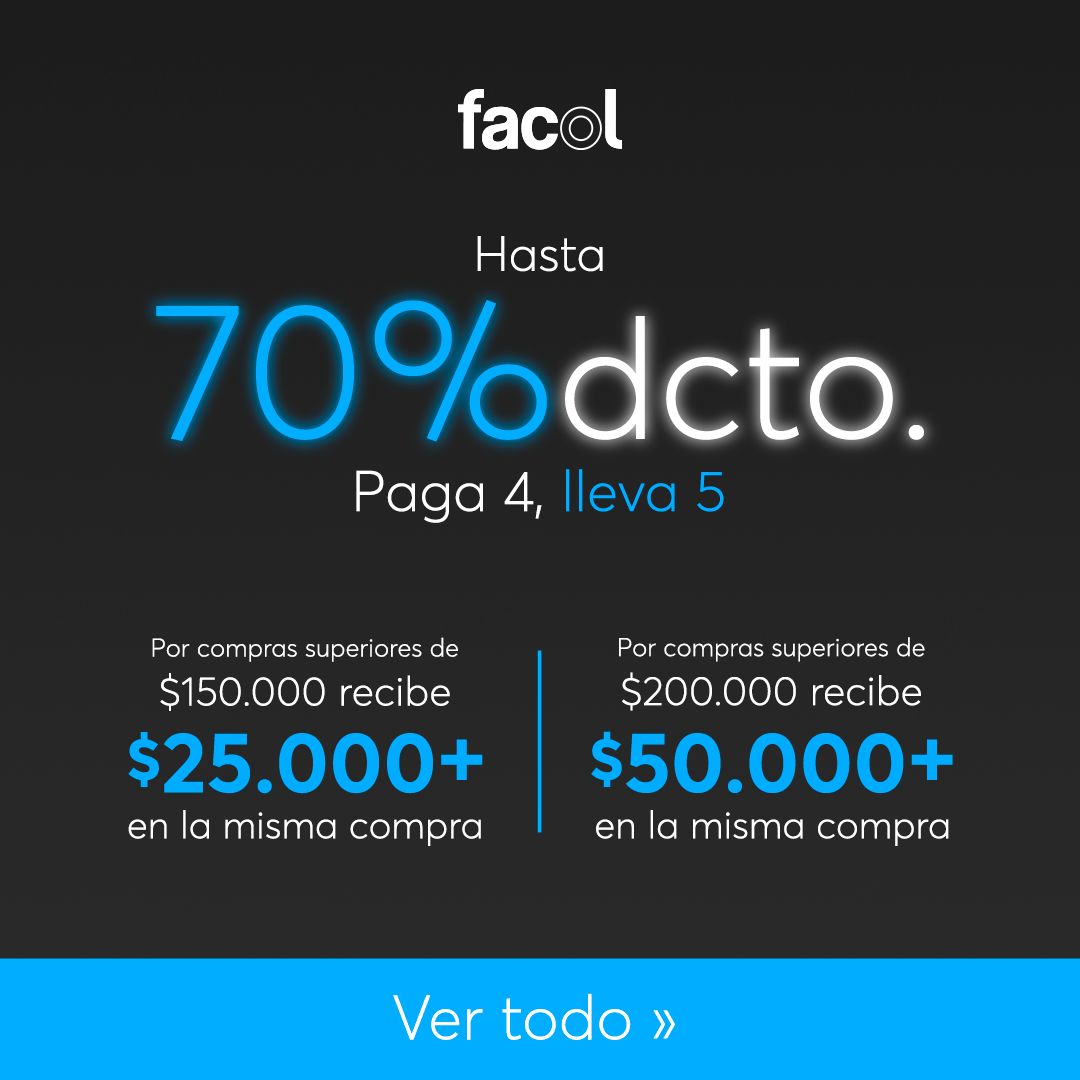 facol
Hasta
70%dcto.
Paga 4, lleva 5
Por compras superiores de
$150.000 recibe
$25.000+
en la misma compra
Por compras superiores de
$200.000 recibe
$50.000+
en la misma compra
Ver todo »